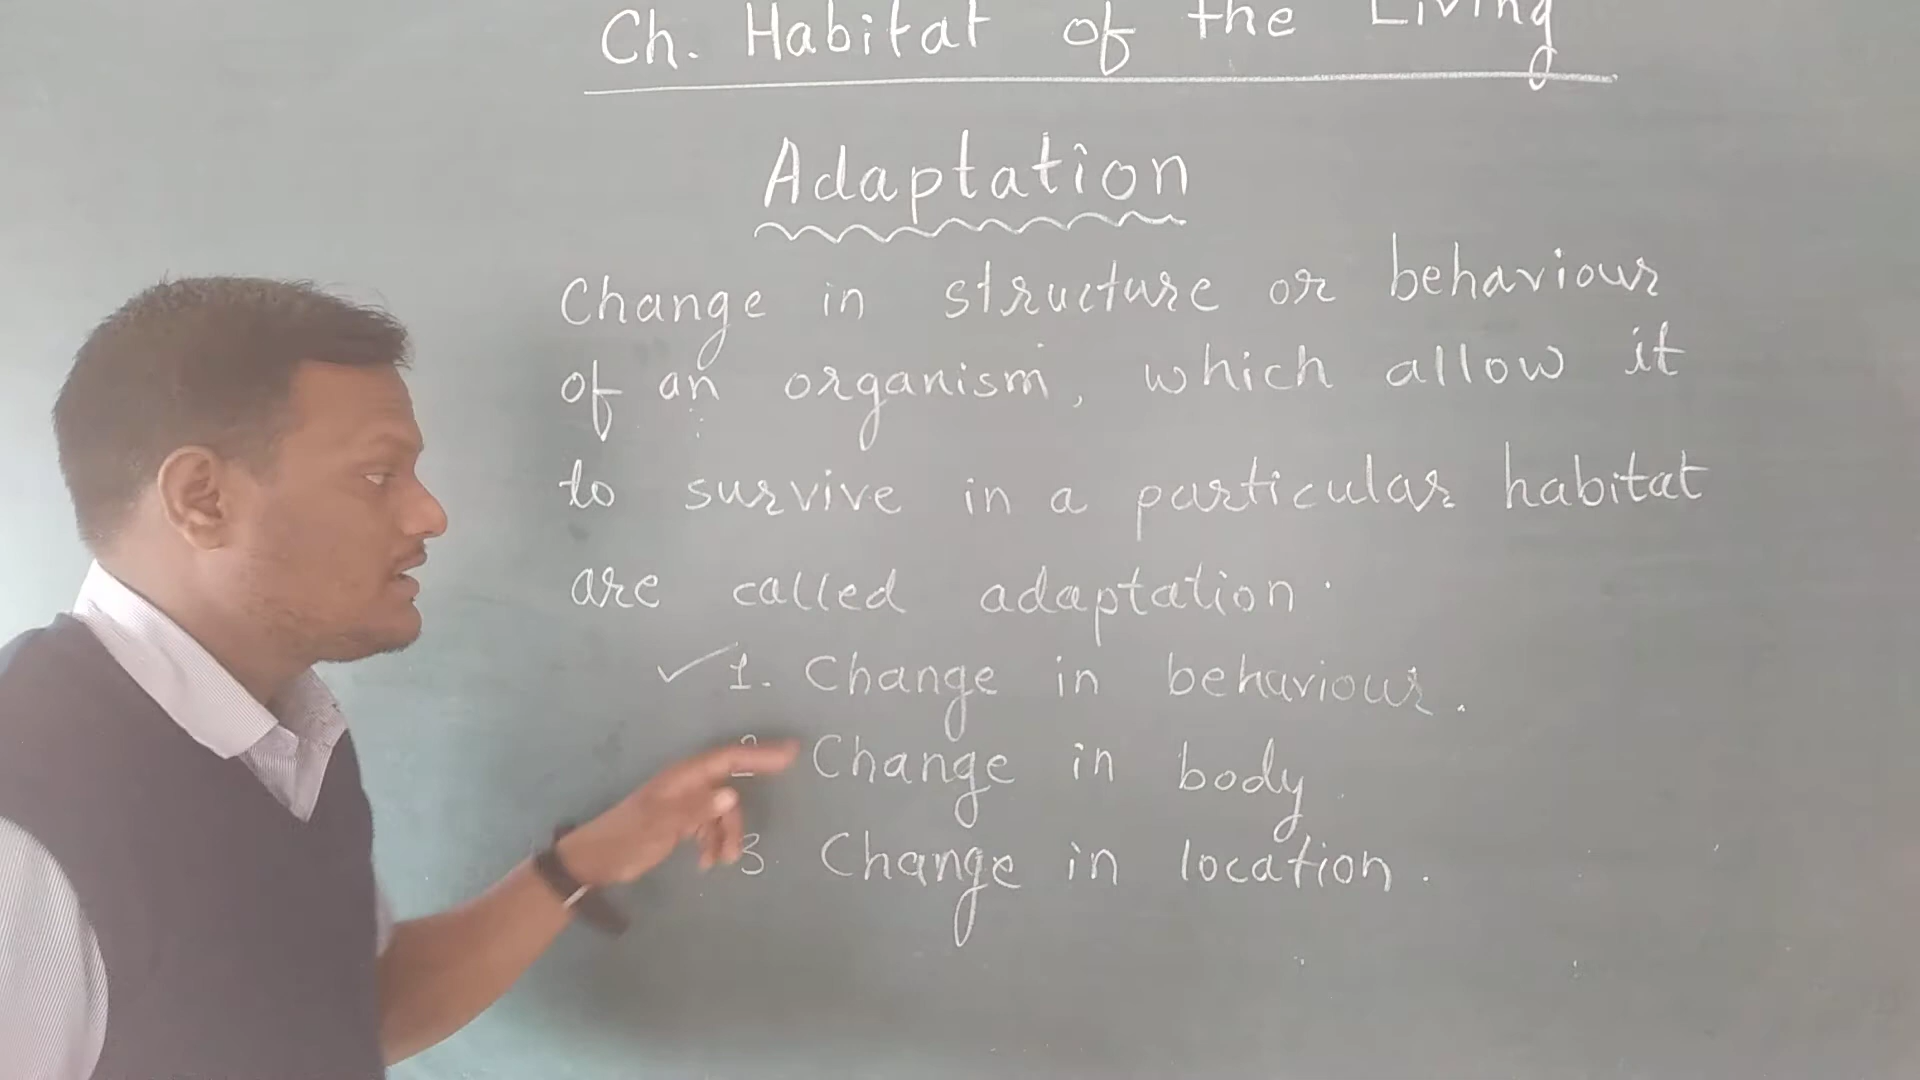 Ch. Habitat of the Living
Adaptation
Change in structure or behaviour
of an organism, which allow it
to survive in a particular habitat
are called adaptation.
1. Change in behaviour.
2 Change in body.
3. Change in location.